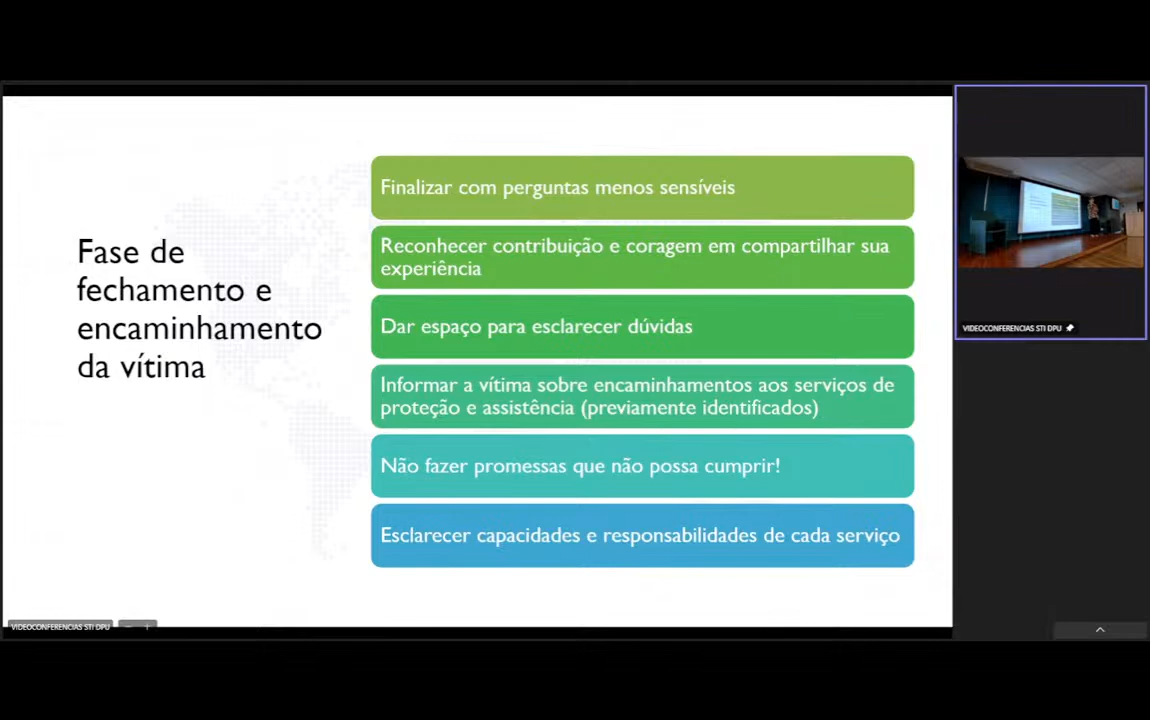 Fase de
fechamento e
encaminhamento
da vítima
Finalizar com perguntas menos sensíveis
Reconhecer contribuição e coragem em compartilhar sua
experiência
Dar espaço para esclarecer dúvidas
Informar a vítima sobre encaminhamentos aos serviços de
proteção e assistência (previamente identificados)
Não fazer promessas que não possa cumprir!
Esclarecer capacidades e responsabilidades de cada serviço
VIDEOCONFERENCIAS STI DPU
VIDEOCONFERENCIAS STI DPU